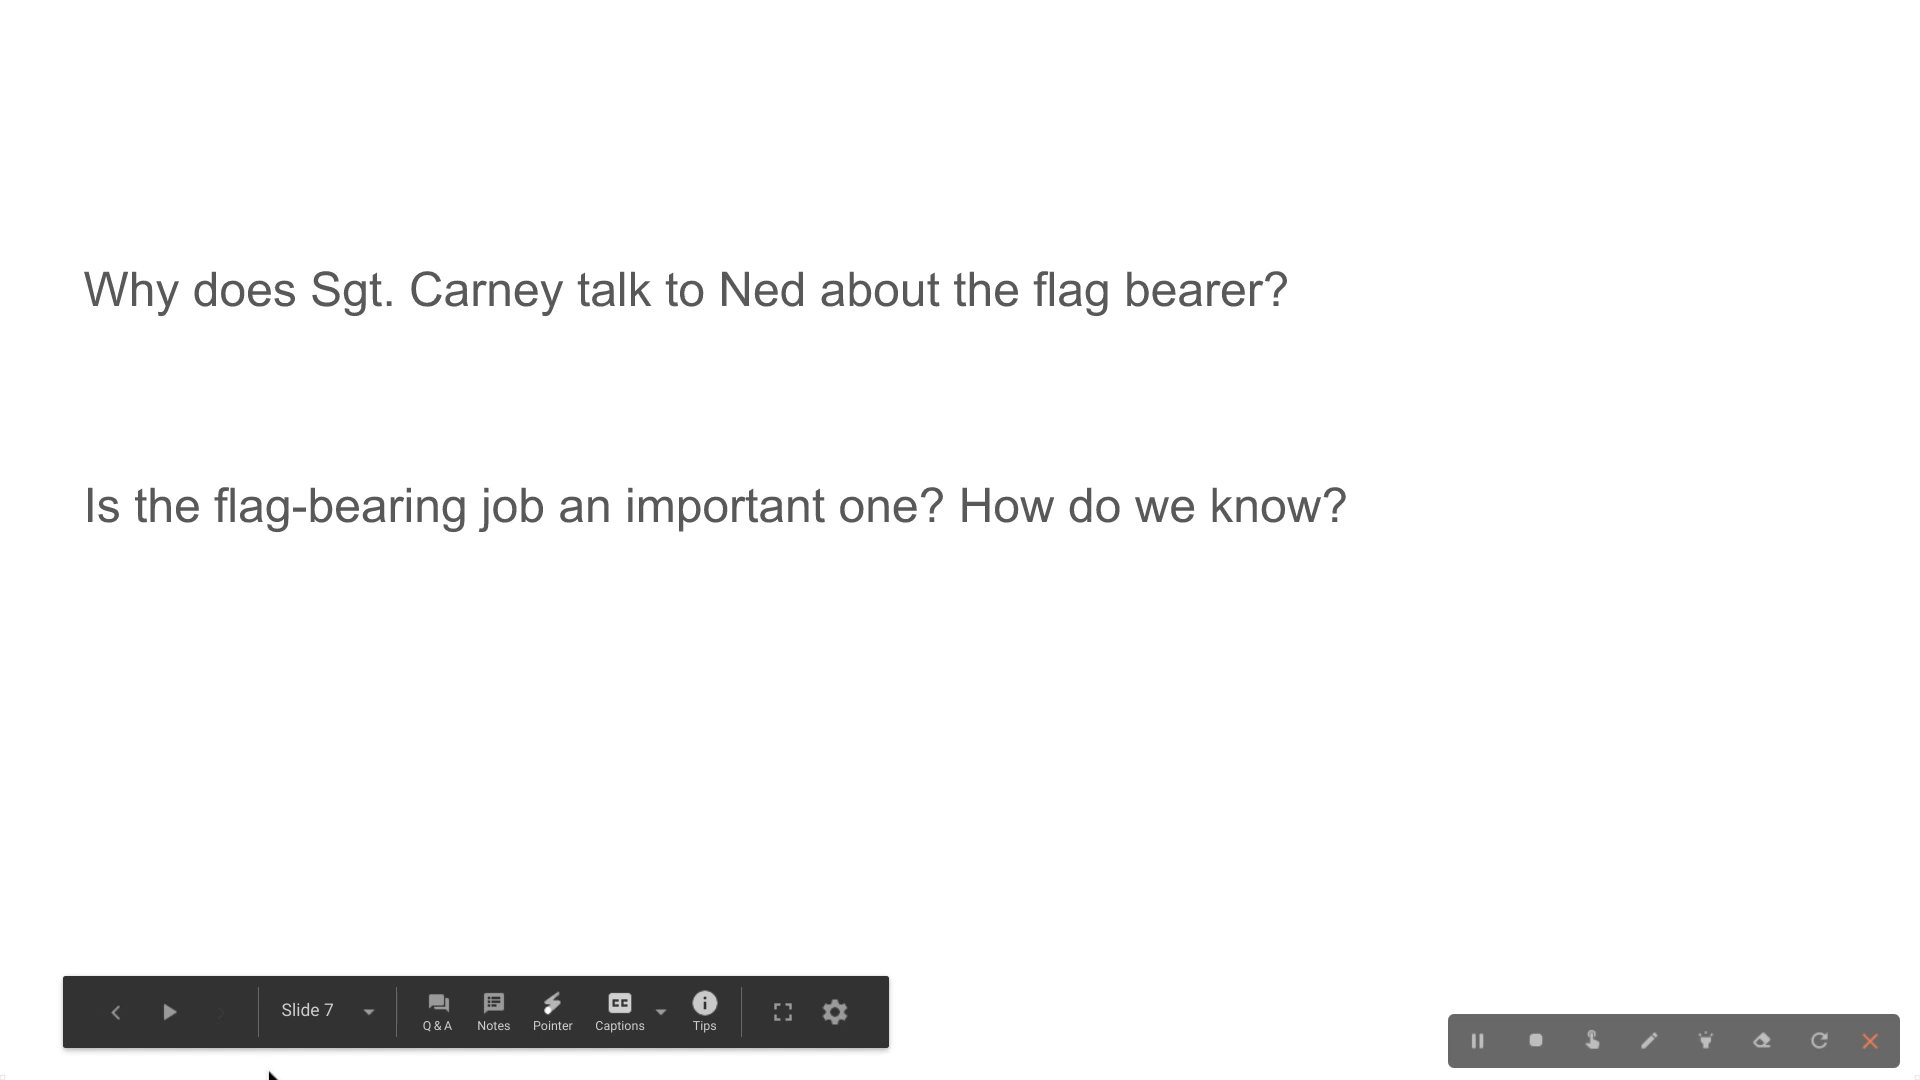 Why does Sgt. Carney talk to Ned about the flag bearer?
Is the flag-bearing job an important one? How do we know?
Slide 7
Q & A Notes Pointer Captions Tips